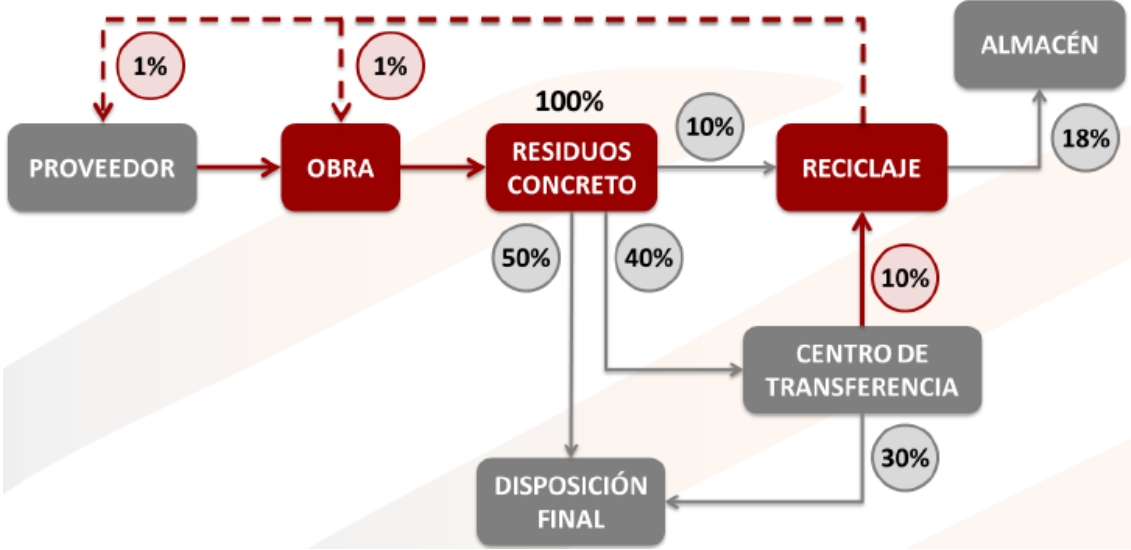 ALMACÉN
1%
1%
100%
10%
18%
PROVEEDOR
OBRA
RESIDUOS
CONCRETO
RECICLAJE
50%
40%
10%
CENTRO DE
TRANSFERENCIA
30%
DISPOSICIÓN
FINAL